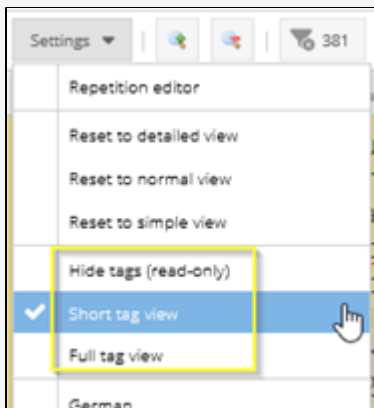 Settings 381
Repetition editor
Reset to detailed view
Reset to normal view
Reset to simple view
Hide tags (read-only)
Short tag view
Full tag view
German